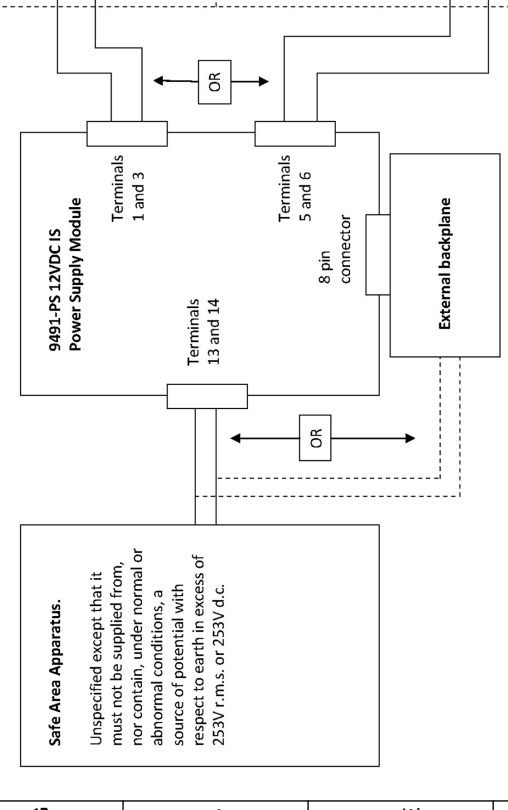 Safe Area Apparatus.
Unspecified except that it
must not be supplied from,
nor contain, under normal or
abnormal conditions, a
source of potential with
respect to earth in excess of
253V r.m.s. or 253V d.c.
OR
9491-PS 12VDC IS
Power Supply Module
Terminals
13 and 14
Terminals
1 and 3
Terminals
5 and 6
8 pin
connector
External backplane
OR